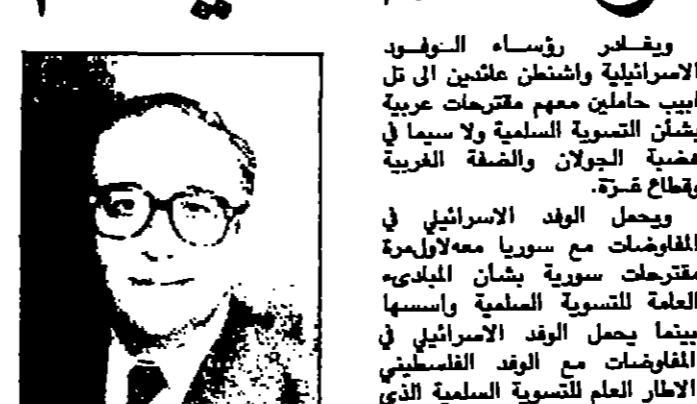 ويغادر رؤساء الوفود
الاسرائيلية واشنطن عائدين الى تل
ابيب حاملين معهم مقترحات عربية
بشأن التسوية السلمية ولا سيما في
هضبة الجولان والضفة الغربية
وقطاع غزة.
ويحمل الوفد الاسرائيلي في
المفاوضات مع سوريا معه لاول مرة
مقترحات سورية بشأن المبادىء
العامة للتسوية السلمية واسسها
بينما يحمل الوفد الاسرائيلي في
المفاوضات مع الوفد الفلسطيني
الاطار العام للتسوية السلمية الذي